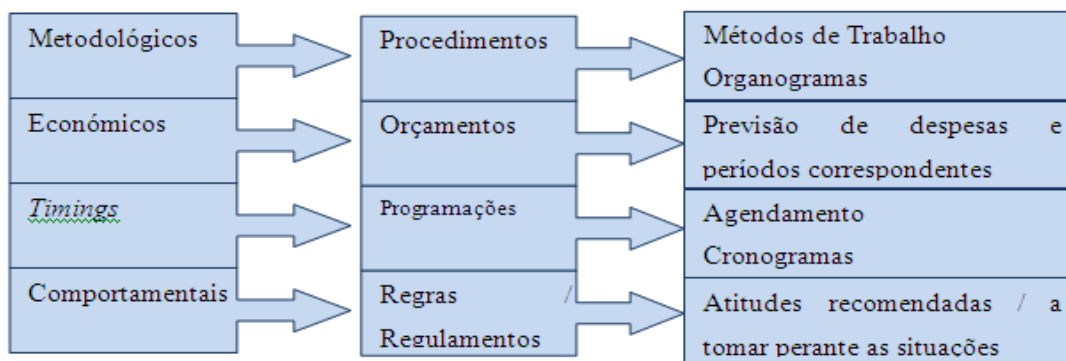 Metodológicos
Procedimentos
Métodos de Trabalho
Organogramas
Económicos
Orçamentos
Previsão de despesas e
períodos correspondentes
Timings
Programações
Agendamento
Cronogramas
Comportamentais
Regras /
Regulamentos
Atitudes recomendadas / a
tomar perante as situações